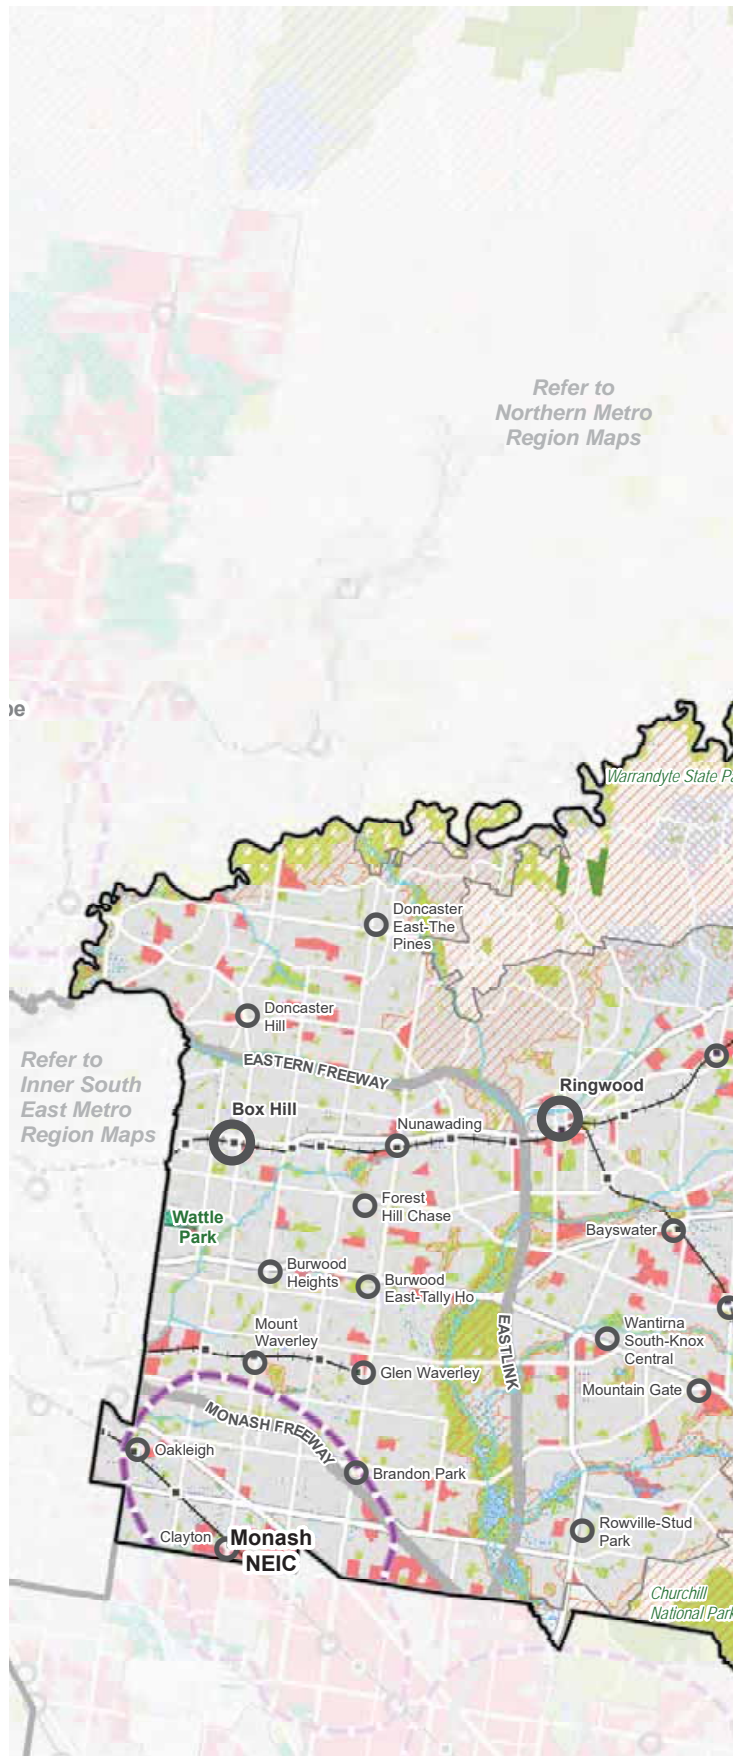 Refer to
Northern Metro
Region Maps
Warrandyte State
Doncaster
East-The
Pines
Doncaster
Hill
Refer to
Inner South
East Metro
Region Maps
EASTERN FREEWAY
Ringwood
Box Hill
Nunawading
Forest
Hill Chase
Wattle
Park
Bayswater
Burwood
Heights
Burwood
East-Tally Ho
Mount
Waverley
EASTLINK
Wantirna
South-Knox
Central
Glen Waverley
Mountain Gate
MONASH FREEWAY
Oakleigh
Brandon Park
Rowville-Stud
Park
Clayton
Monash
NEIC
Churchill
National Park